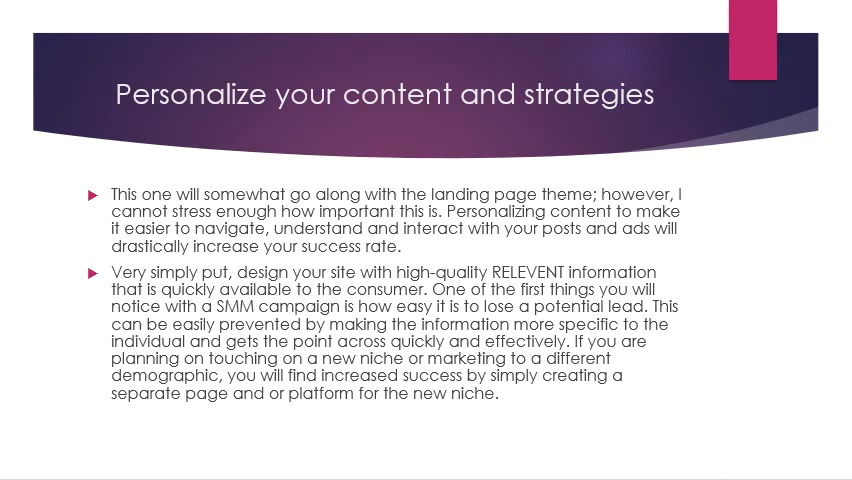 Personalize your content and strategies
This one will somewhat go along with the landing page theme; however, I
cannot stress enough how important this is. Personalizing content to make
it easier to navigate, understand and interact with your posts and ads will
drastically increase your success rate.
Very simply put, design your site with high-quality RELEVENT information
that is quickly available to the consumer. One of the first things you will
notice with a SMM campaign is how easy it is to lose a potential lead. This
can be easily prevented by making the information more specific to the
individual and gets the point across quickly and effectively. If you are
planning on touching on a new niche or marketing to a different
demographic, you will find increased success by simply creating a
separate page and or platform for the new niche.